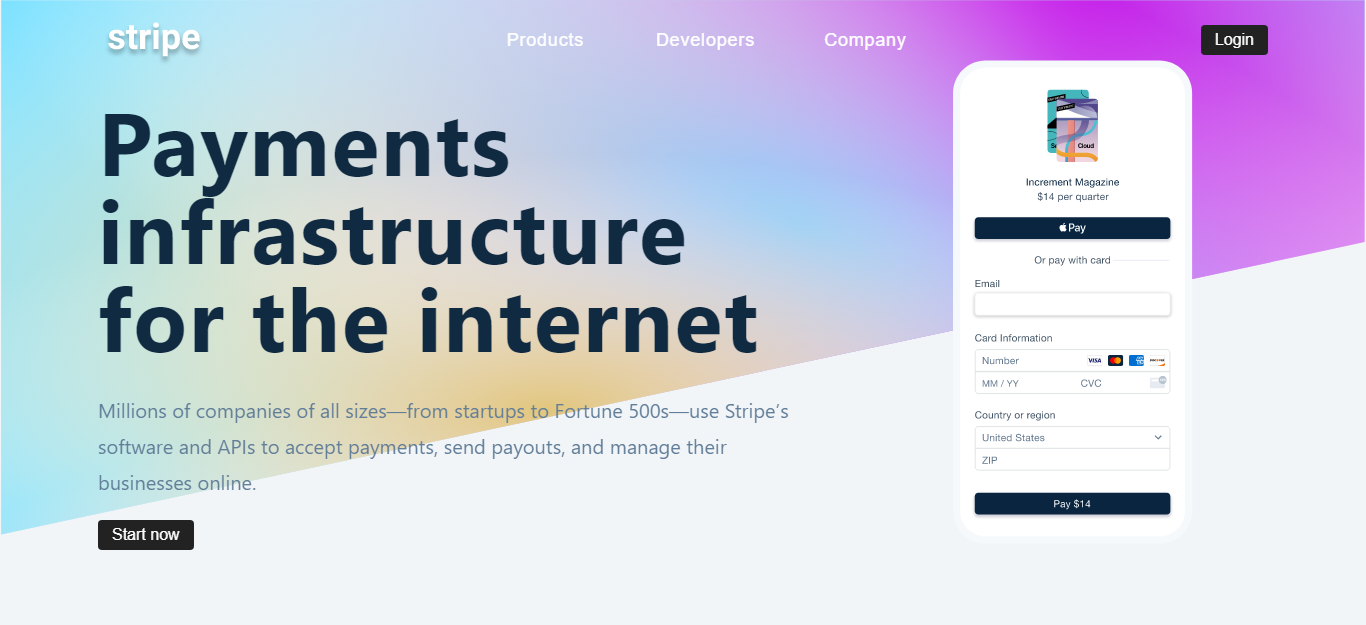 stripe
Products
Developers
Company
Login
Payments
infrastructure
for the internet
Millions of companies of all sizes—from startups to Fortune 500s—use Stripe’s
software and APIs to accept payments, send payouts, and manage their
businesses online.
Start now
Cloud
Increment Magazine
$14 per quarter
Pay
Or pay with card
Email
Card Information
Number
VISA
MM / YY
CVC
Country or region
United States
ZIP
Pay $14